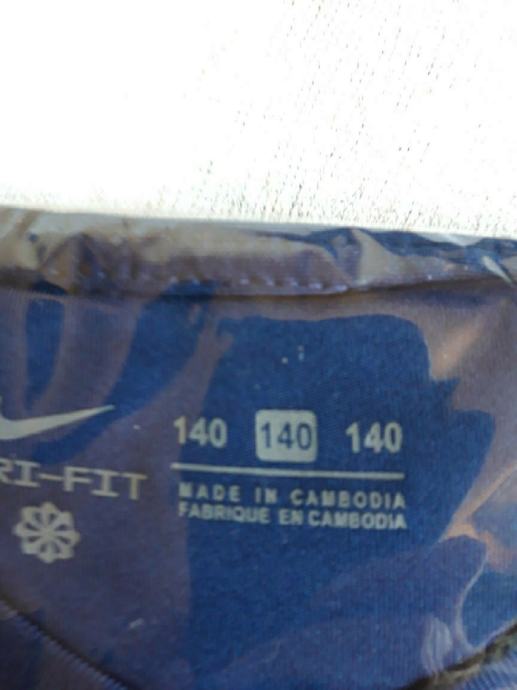 140 140 140
RI-FIT
MADE IN CAMBODIA
FABRIQUE EN CAMBODIA